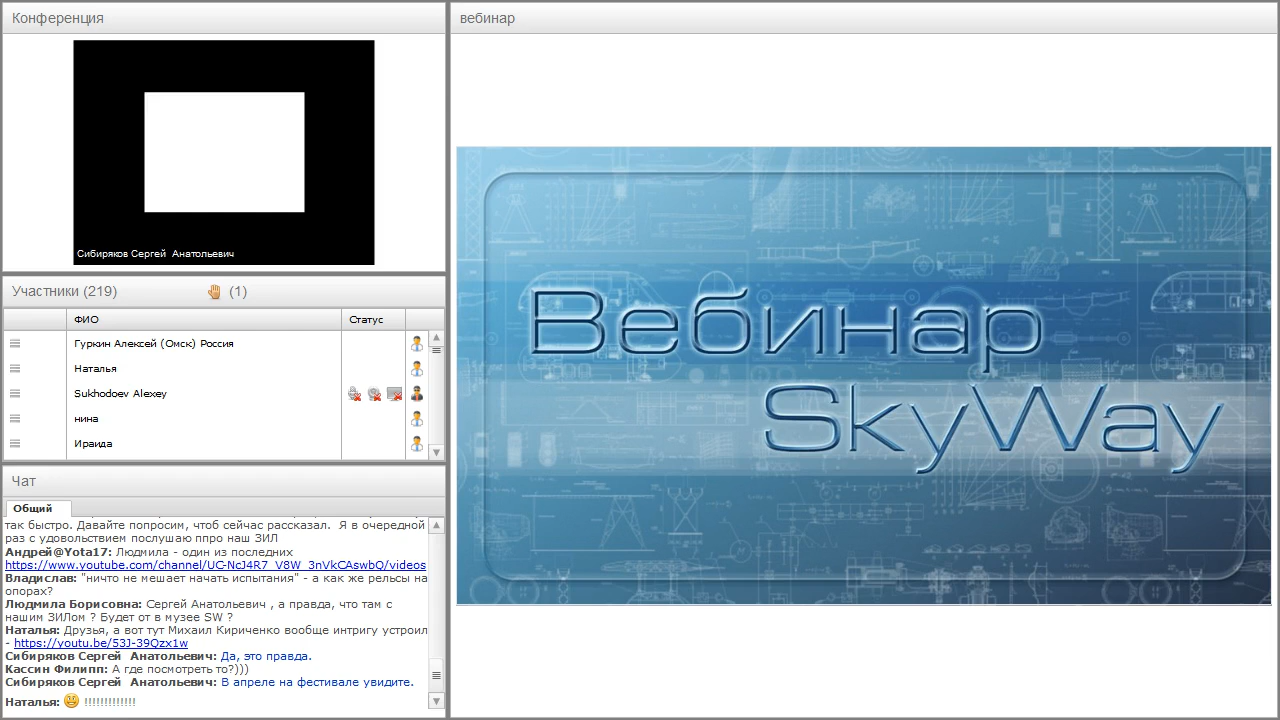 Конференция
Сибиряков Сергей Анатольевич
Участники (219) (1)
ФИО Статус
Гуркин Алексей (Омск) Россия
Наталья
Sukhodoev Alexey
нина
Ираида
Чат
Общий
так быстро. Давайте попросим, чтоб сейчас рассказал. Я в очередной
раз с удовольствием послушаю ппро наш ЗИЛ
Андрей@Yota17: Людмила - один из последних
https://www.youtube.com/channel/UC-NcJ4R7_V8W_3nVkCAswbQ/videos
Владислав: "ничто не мешает начать испытания" - а как же рельсы на
опорах?
Людмила Борисовна: Сергей Анатольевич , а правда, что там с
нашим ЗИЛом ? Будет от в музее SW ?
Наталья: Друзья, а вот тут Михаил Кириченко вообще интригу устроил
- https://youtu.be/53J-39Qzx1w
Сибиряков Сергей Анатольевич: Да, это правда.
Кассин Филипп: А где посмотреть то?)))
Сибиряков Сергей Анатольевич: В апреле на фестивале увидите.
Наталья: !!!!!!!!!!!!!
вебинар
Вебинар
SkyWay